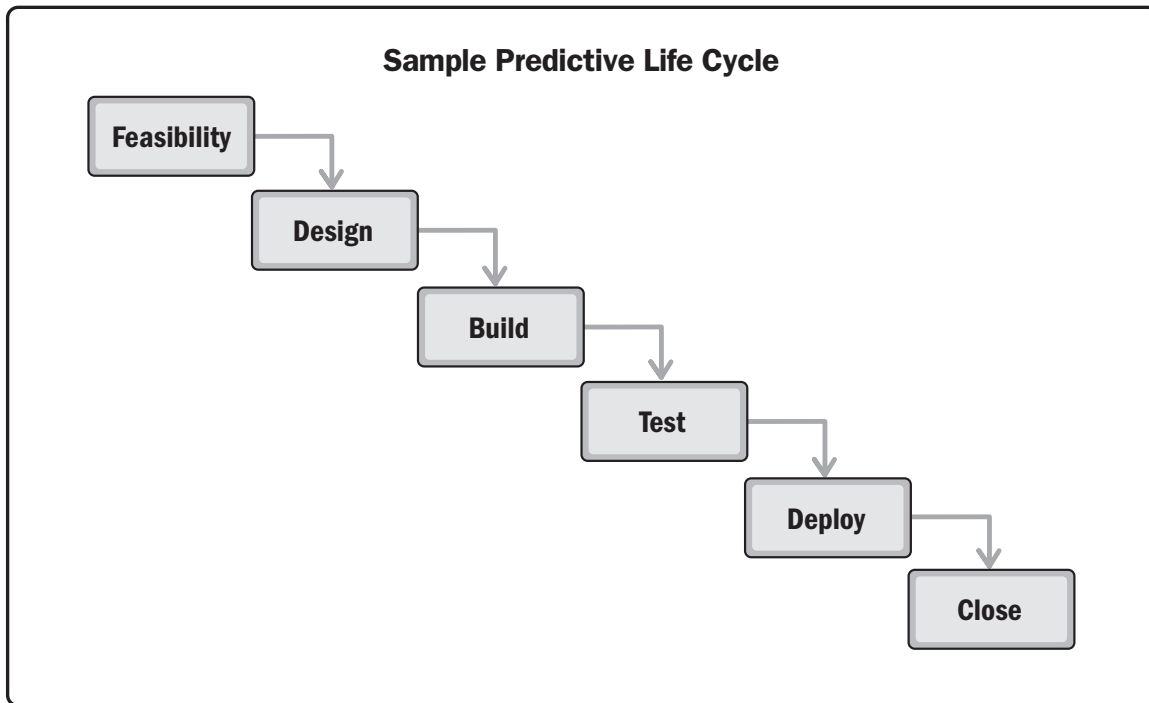 Sample Predictive Life Cycle
Feasibility
Design
Build
Test
Deploy
Close